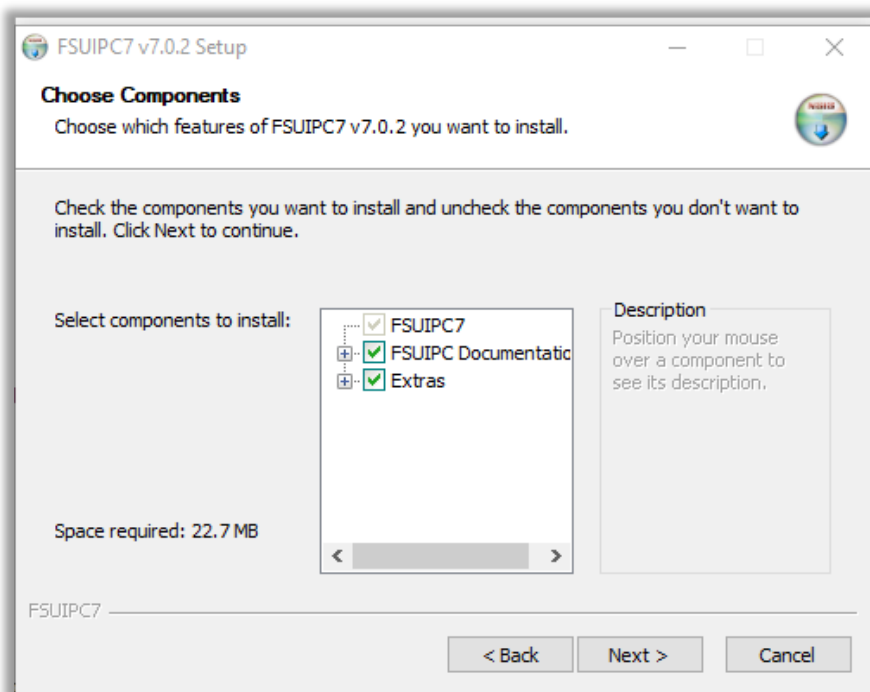 FSUIPC7 v7.0.2 Setup
Choose Components
Choose which features of FSUIPC7 v7.0.2 you want to install.
Check the components you want to install and uncheck the components you don't want to
install. Click Next to continue.
Select components to install:
FSUIPC7
FSUIPC Documentatio
Extras
Description
Position your mouse
over a component to
see its description.
Space required: 22.7 MB
FSUIPC7
< Back
Next >
Cancel